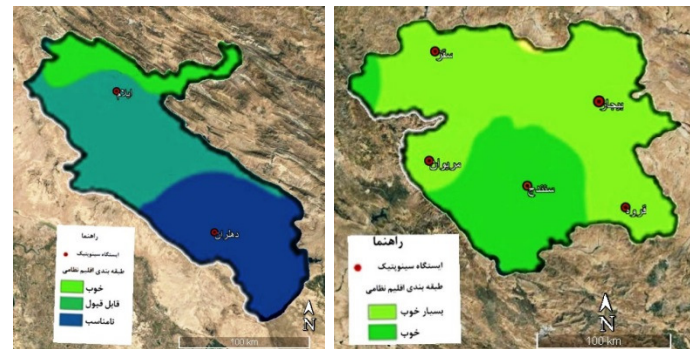 ایلام
دهلران
راهنما
ایستگاه سینوپتیک
طبقه بندی اقلیم نظامی
خوب
قابل قبول
نامناسب
N
100 km
سقز
بیجار
مریوان
سنندج
قروه
راهنما
ایستگاه سینوپتیک
طبقه بندی اقلیم نظامی
بسیار خوب
خوب
N
100 km